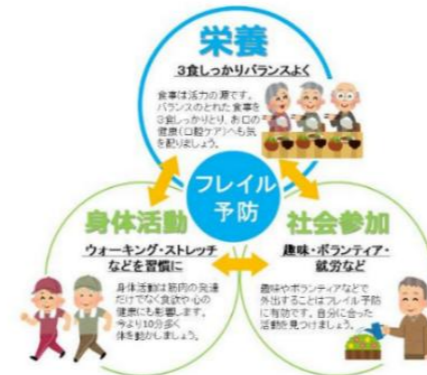 栄養
3食しっかりバランスよく
食事は活力の源です。
バランスのとれた食事を
3食しっかりとり、お口の
健康(口腔ケア)へも気
を配りましょう。
フレイル
予防
身体活動
ウォーキング・ストレッチ
などを習慣に
身体活動は筋肉の発達
だけでなく食欲や心の
健康にも影響します。
今より10分多く
体を動かしましょう。
社会参加
趣味・ボランティア・
就労など
趣味やボランティアなどで
外出することはフレイル予防
に有効です。自分に合った
活動を見つけましょう。